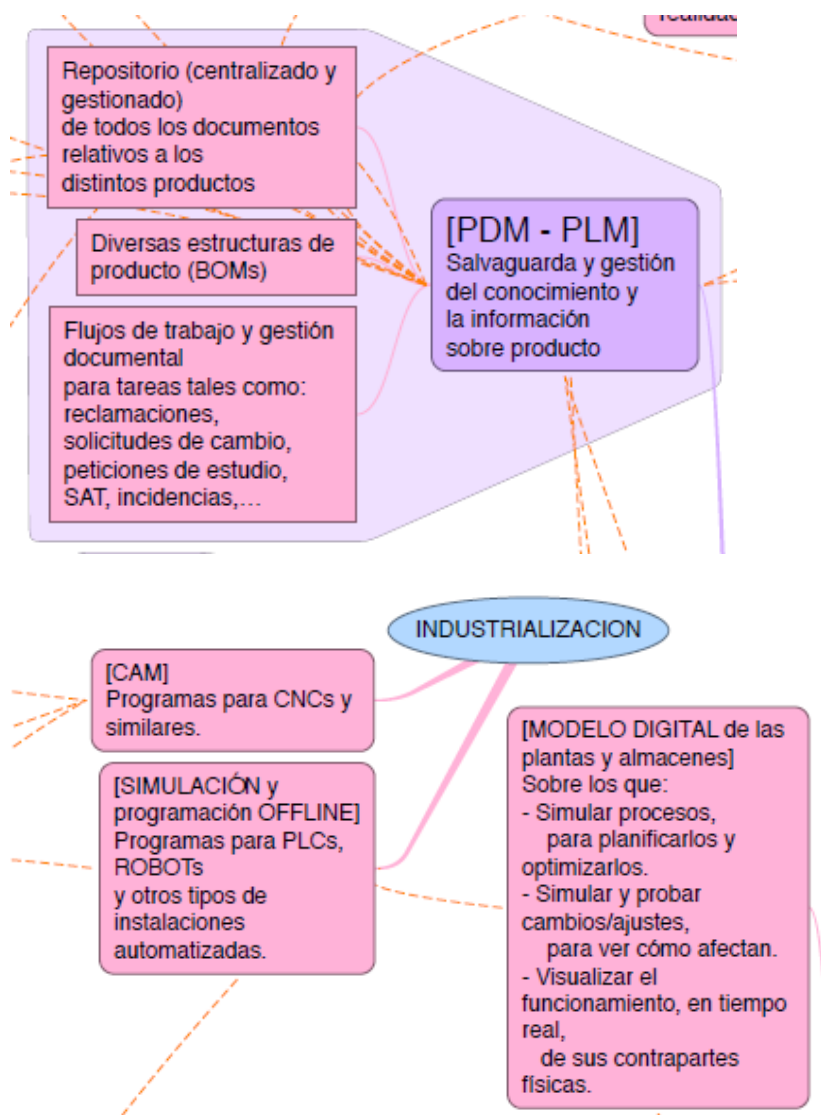 realidad
Repositorio (centralizado y
gestionado)
de todos los documentos
relativos a los
distintos productos
Diversas estructuras de
producto (BOMs)
Flujos de trabajo y gestión
documental
para tareas tales como:
reclamaciones,
solicitudes de cambio,
peticiones de estudio,
SAT, incidencias,...
[PDM - PLM]
Salvaguarda y gestión
del conocimiento y
la información
sobre producto
INDUSTRIALIZACION
[CAM]
Programas para CNCs y
similares.
[SIMULACIÓN y
programación OFFLINE]
Programas para PLCs,
ROBOTs
y otros tipos de
instalaciones
automatizadas.
[MODELO DIGITAL de las
plantas y almacenes]
Sobre los que:
- Simular procesos,
para planificarlos y
optimizarlos.
- Simular y probar
cambios/ajustes,
para ver cómo afectan.
- Visualizar el
funcionamiento, en tiempo
real,
de sus contrapartes
físicas.